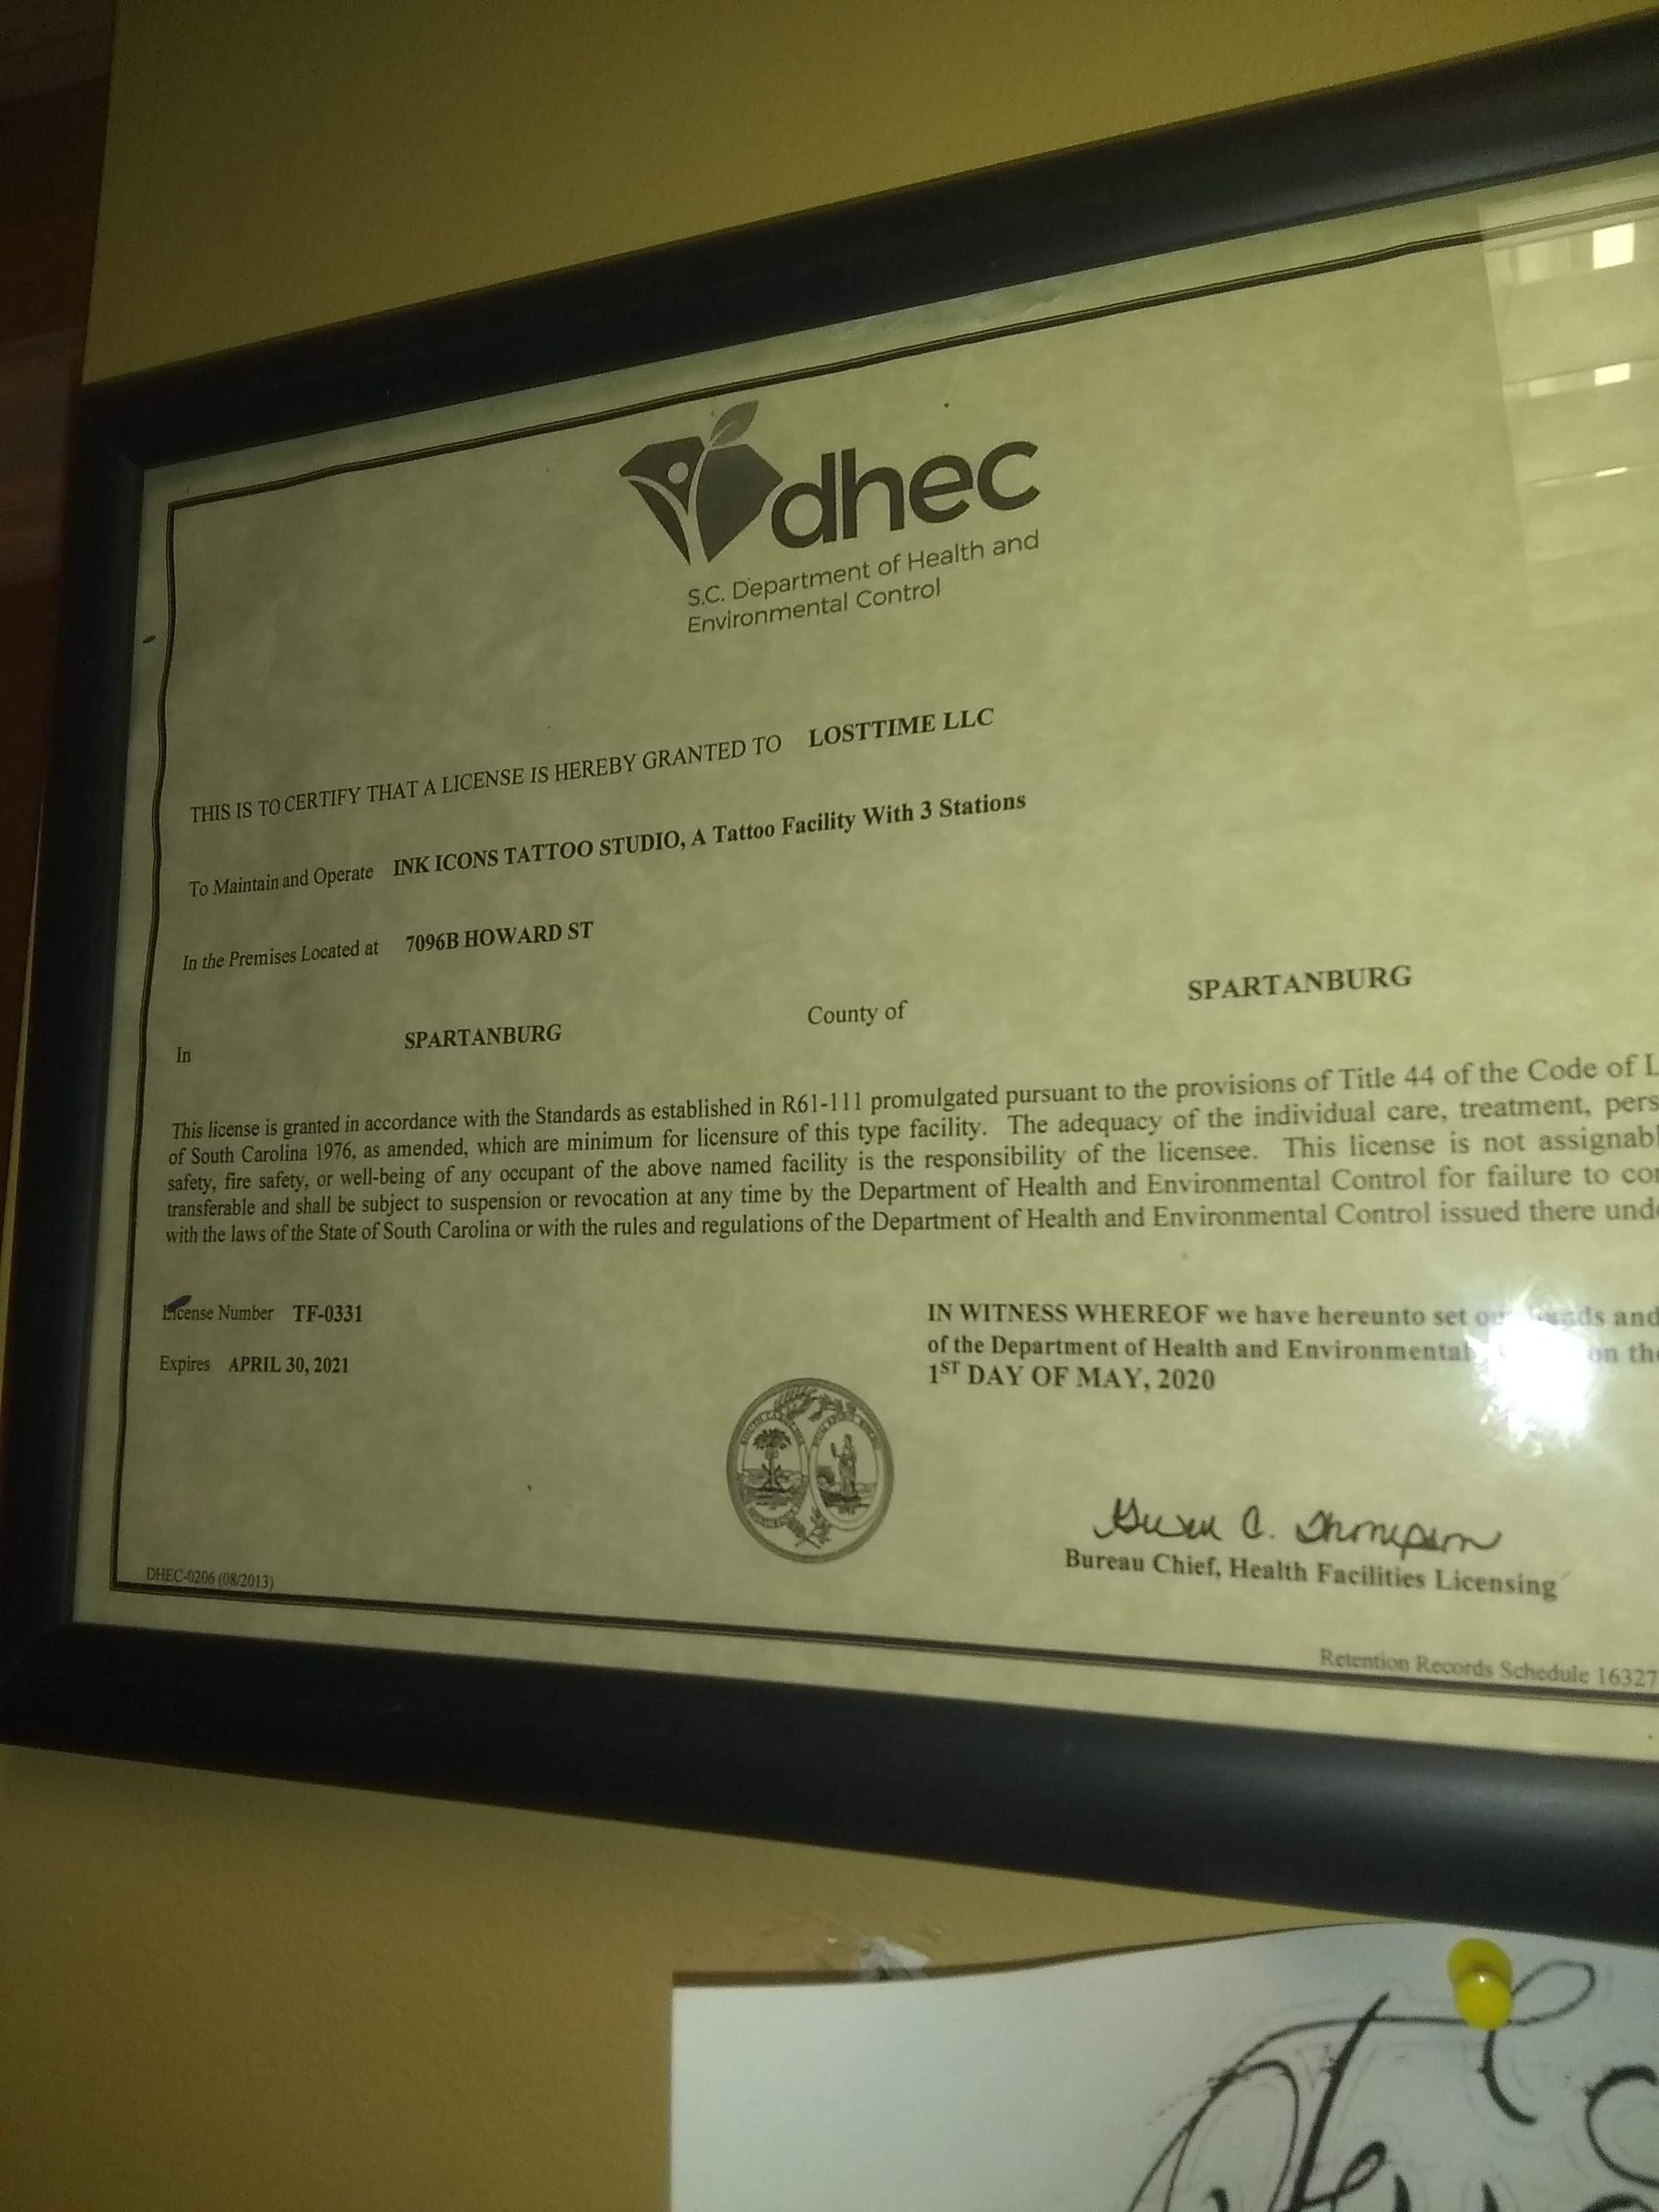 dhec
S.C. Department of Health and
Environmental Control
THIS IS TO CERTIFY THAT A LICENSE IS HEREBY GRANTED TO LOSTTIME LLC
To Maintain and Operate INK ICONS TATTOO STUDIO, A Tattoo Facility With 3 Stations
In the Premises Located at 7096B HOWARD ST
In SPARTANBURG County of SPARTANBURG
This license is granted in accordance with the Standards as established in R61-111 promulgated pursuant to the provisions of Title 44 of the Code of L
of South Carolina 1976, as amended, which are minimum for licensure of this type facility. The adequacy of the individual care, treatment, pers
safety, fire safety, or well-being of any occupant of the above named facility is the responsibility of the licensee. This license is not assignabl
transferable and shall be subject to suspension or revocation at any time by the Department of Health and Environmental Control for failure to co
with the laws of the State of South Carolina or with the rules and regulations of the Department of Health and Environmental Control issued there und
License Number TF-0331
Expires APRIL 30, 2021
IN WITNESS WHEREOF we have hereunto set and
of the Department of Health and Environmental on the
1ST DAY OF MAY, 2020
C. Thompson
Bureau Chief, Health Facilities Licensing
DHEC-0206 (08/2013)
Retention Records Schedule 16327